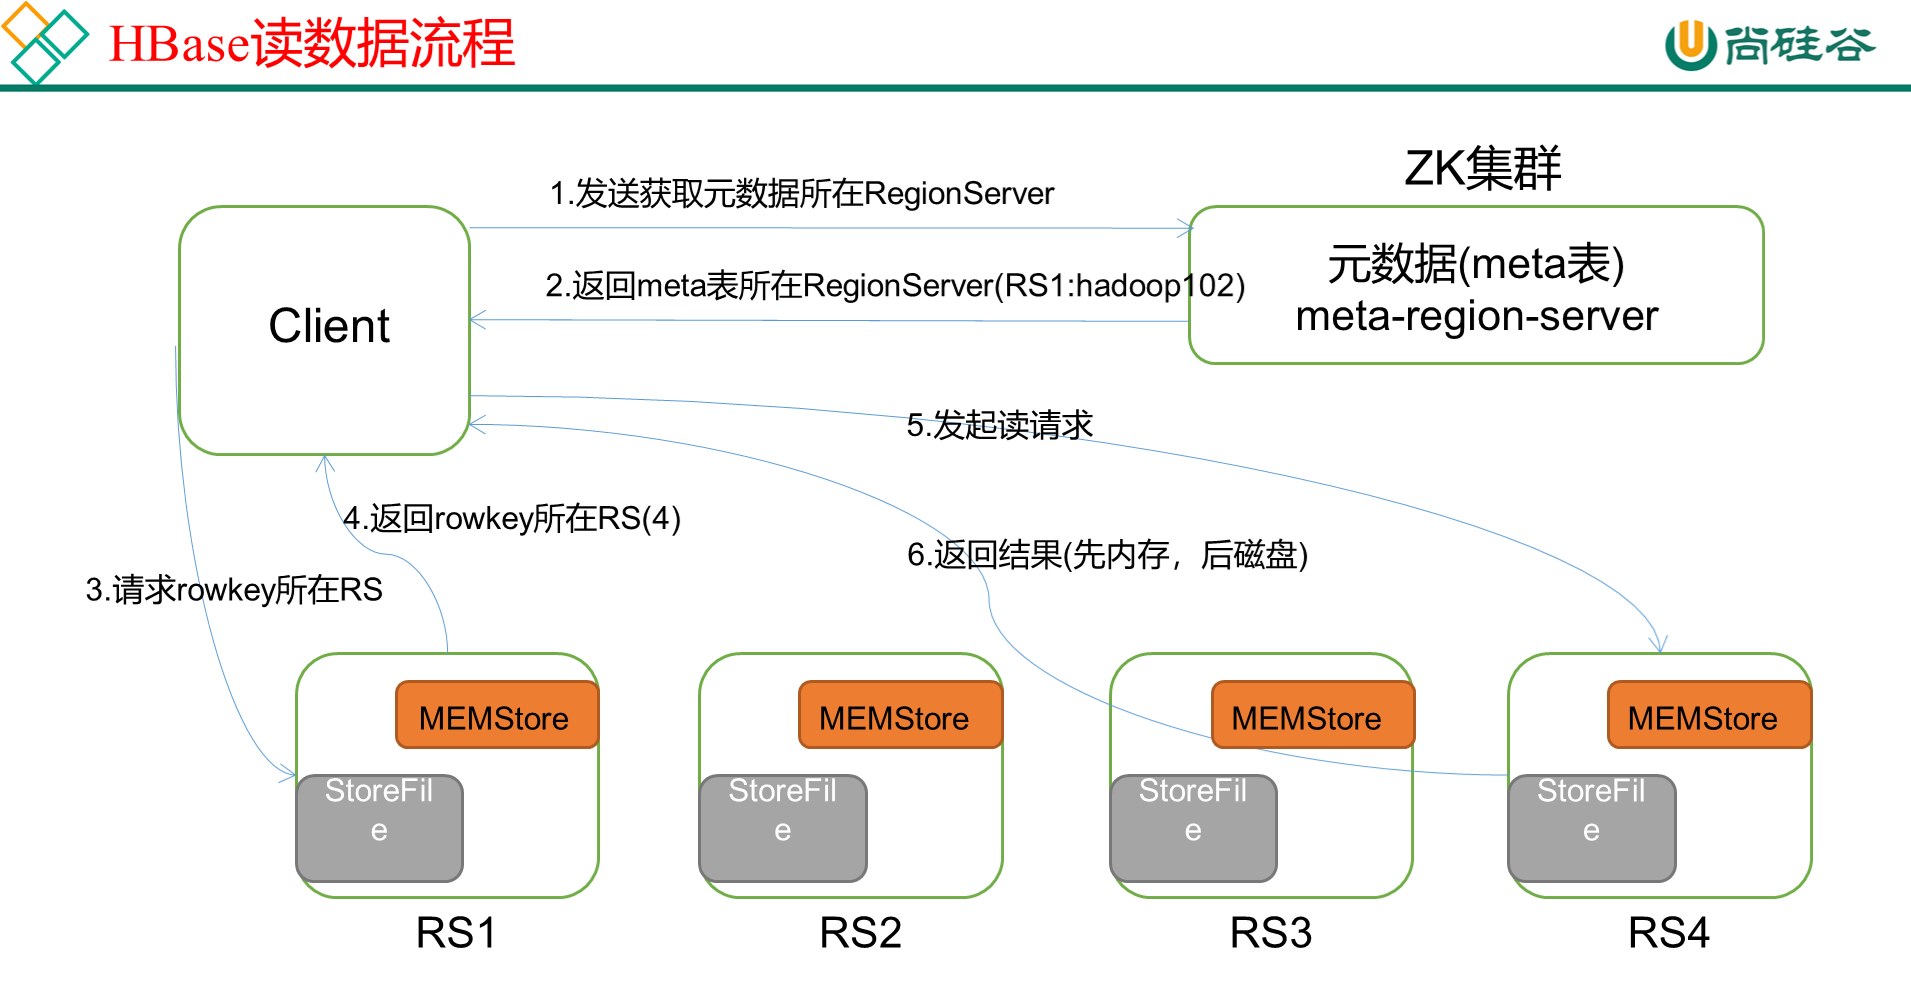 HBase读数据流程
尚硅谷
ZK集群
1.发送获取元数据所在RegionServer
元数据(meta表)
meta-region-server
2.返回meta表所在RegionServer(RS1:hadoop102)
Client
5.发起读请求
4.返回rowkey所在RS(4)
6.返回结果(先内存，后磁盘)
3.请求rowkey所在RS
MEMStore
MEMStore
MEMStore
MEMStore
StoreFil
e
StoreFil
e
StoreFil
e
StoreFil
e
RS1
RS2
RS3
RS4